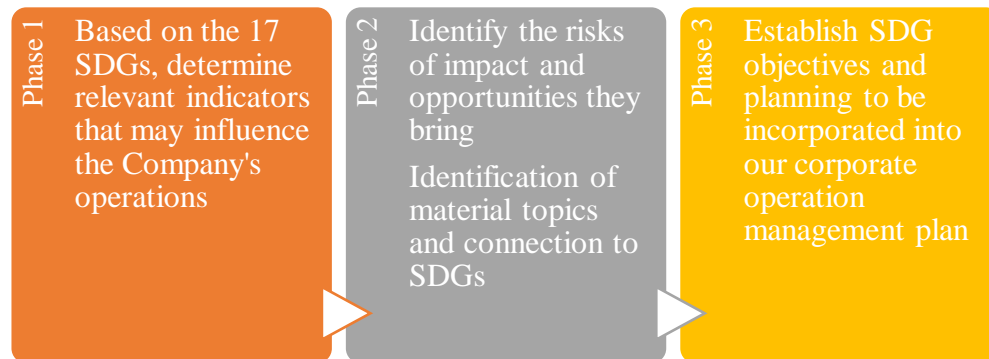 Phase 1
Based on the 17
SDGs, determine
relevant indicators
that may influence
the Company's
operations
Phase 2
Identify the risks
of impact and
opportunities they
bring
Identification of
material topics
and connection to
SDGs
Phase 3
Establish SDG
objectives and
planning to be
incorporated into
our corporate
operation
management plan